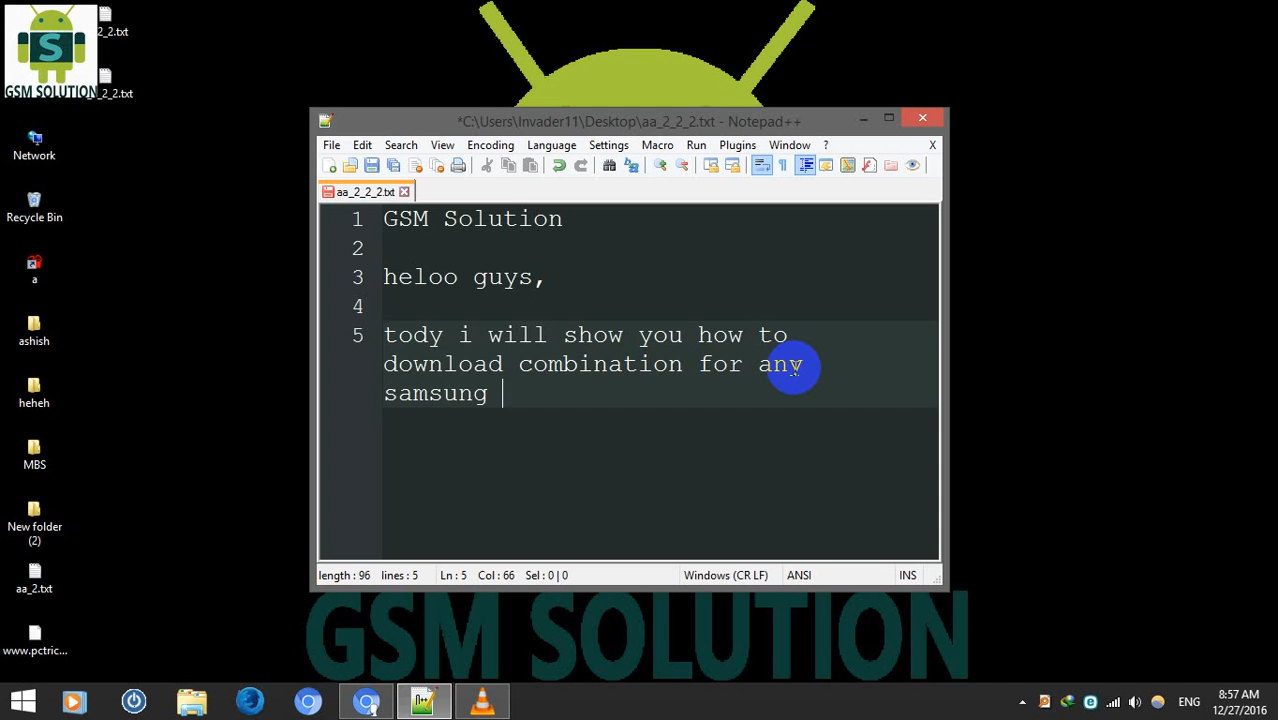 S
GSM SOLUTION
_2.txt
_2_2.txt
Network
Recycle Bin
a
ashish
heheh
MBS
New folder
(2)
aa_2.txt
www.pctric...
*C:\Users\Invader11\Desktop\aa_2_2_2.txt - Notepad++
File Edit Search View Encoding Language Settings Macro Run Plugins Window ? X
aa_2_2_2.txt
1 GSM Solution
2
3 heloo guys,
4
5 tody i will show you how to
download combination for any
samsung
length : 96 lines : 5 Ln : 5 Col : 66 Sel : 0 | 0 Windows (CR LF) ANSI INS
GSM SOLUTION
ENG
8:57 AM
12/27/2016